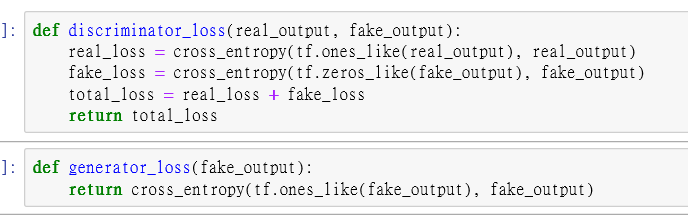 ]: def discriminator_loss(real_output, fake_output):
    real_loss = cross_entropy(tf.ones_like(real_output), real_output)
    fake_loss = cross_entropy(tf.zeros_like(fake_output), fake_output)
    total_loss = real_loss + fake_loss
    return total_loss
]: def generator_loss(fake_output):
    return cross_entropy(tf.ones_like(fake_output), fake_output)